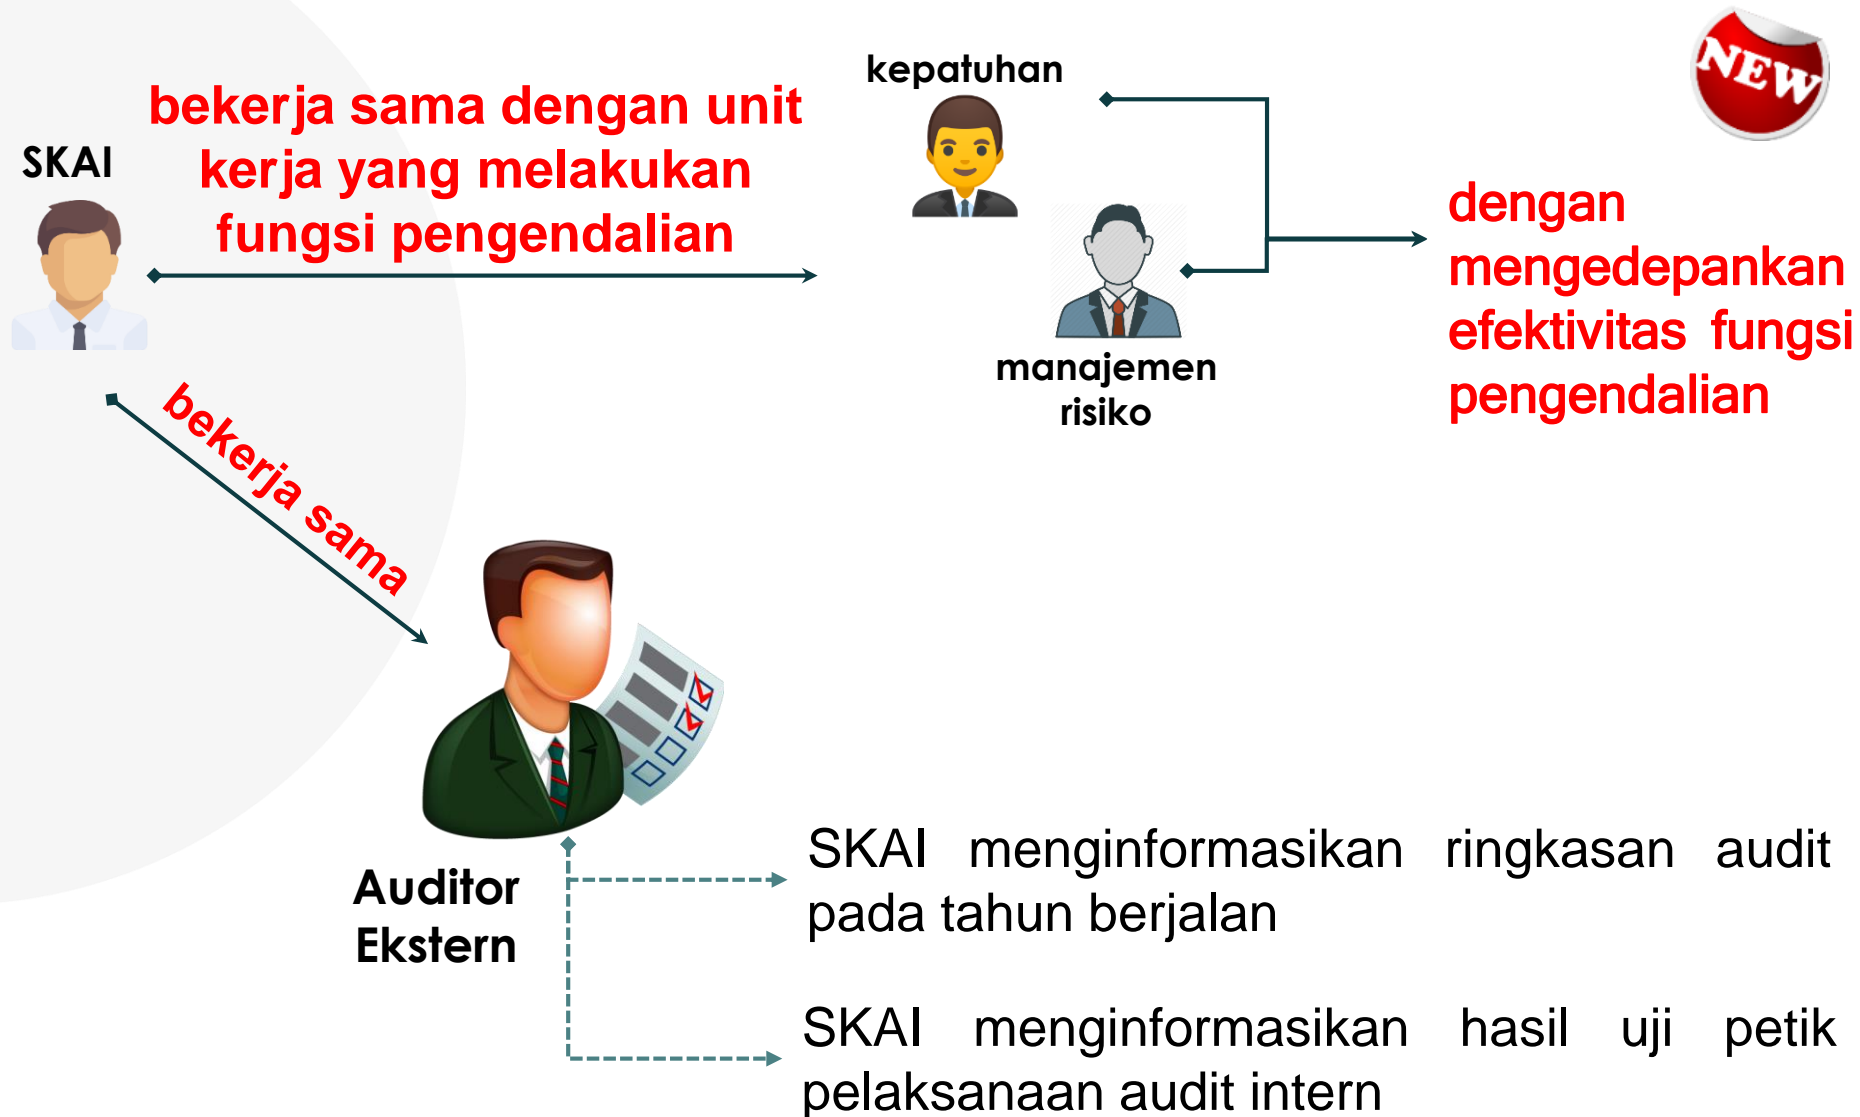 NEW
kepatuhan
bekerja sama dengan unit
kerja yang melakukan
fungsi pengendalian
SKAI
dengan
mengedepankan
efektivitas fungsi
pengendalian
manajemen
risiko
bekerja sama
Auditor
Ekstern
SKAI menginformasikan ringkasan audit
pada tahun berjalan
SKAI menginformasikan hasil uji petik
pelaksanaan audit intern